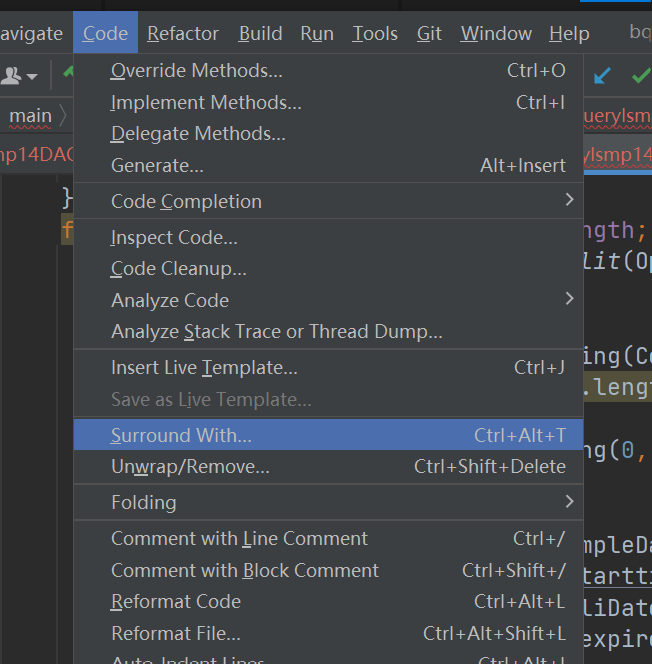 avigate Code Refactor Build Run Tools Git Window Help bq
main uerylsm
mp14DAO ylsmp14
Override Methods... Ctrl+O
Implement Methods... Ctrl+I
Delegate Methods...
Generate... Alt+Insert
}
Code Completion
f ngth;
Inspect Code...
lit(Op
Code Cleanup...
Analyze Code
Analyze Stack Trace or Thread Dump...
ing(Co
Insert Live Template... Ctrl+J
.lengt
Save as Live Template...
Surround With... Ctrl+Alt+T
ng(0,
Unwrap/Remove... Ctrl+Shift+Delete
Folding
Comment with Line Comment Ctrl+/
mpleDa
Comment with Block Comment Ctrl+Shift+/
tartti
Reformat Code Ctrl+Alt+L
liDate
Reformat File... Ctrl+Alt+Shift+L
expire
Auto-Indent Lines Ctrl+Alt+I